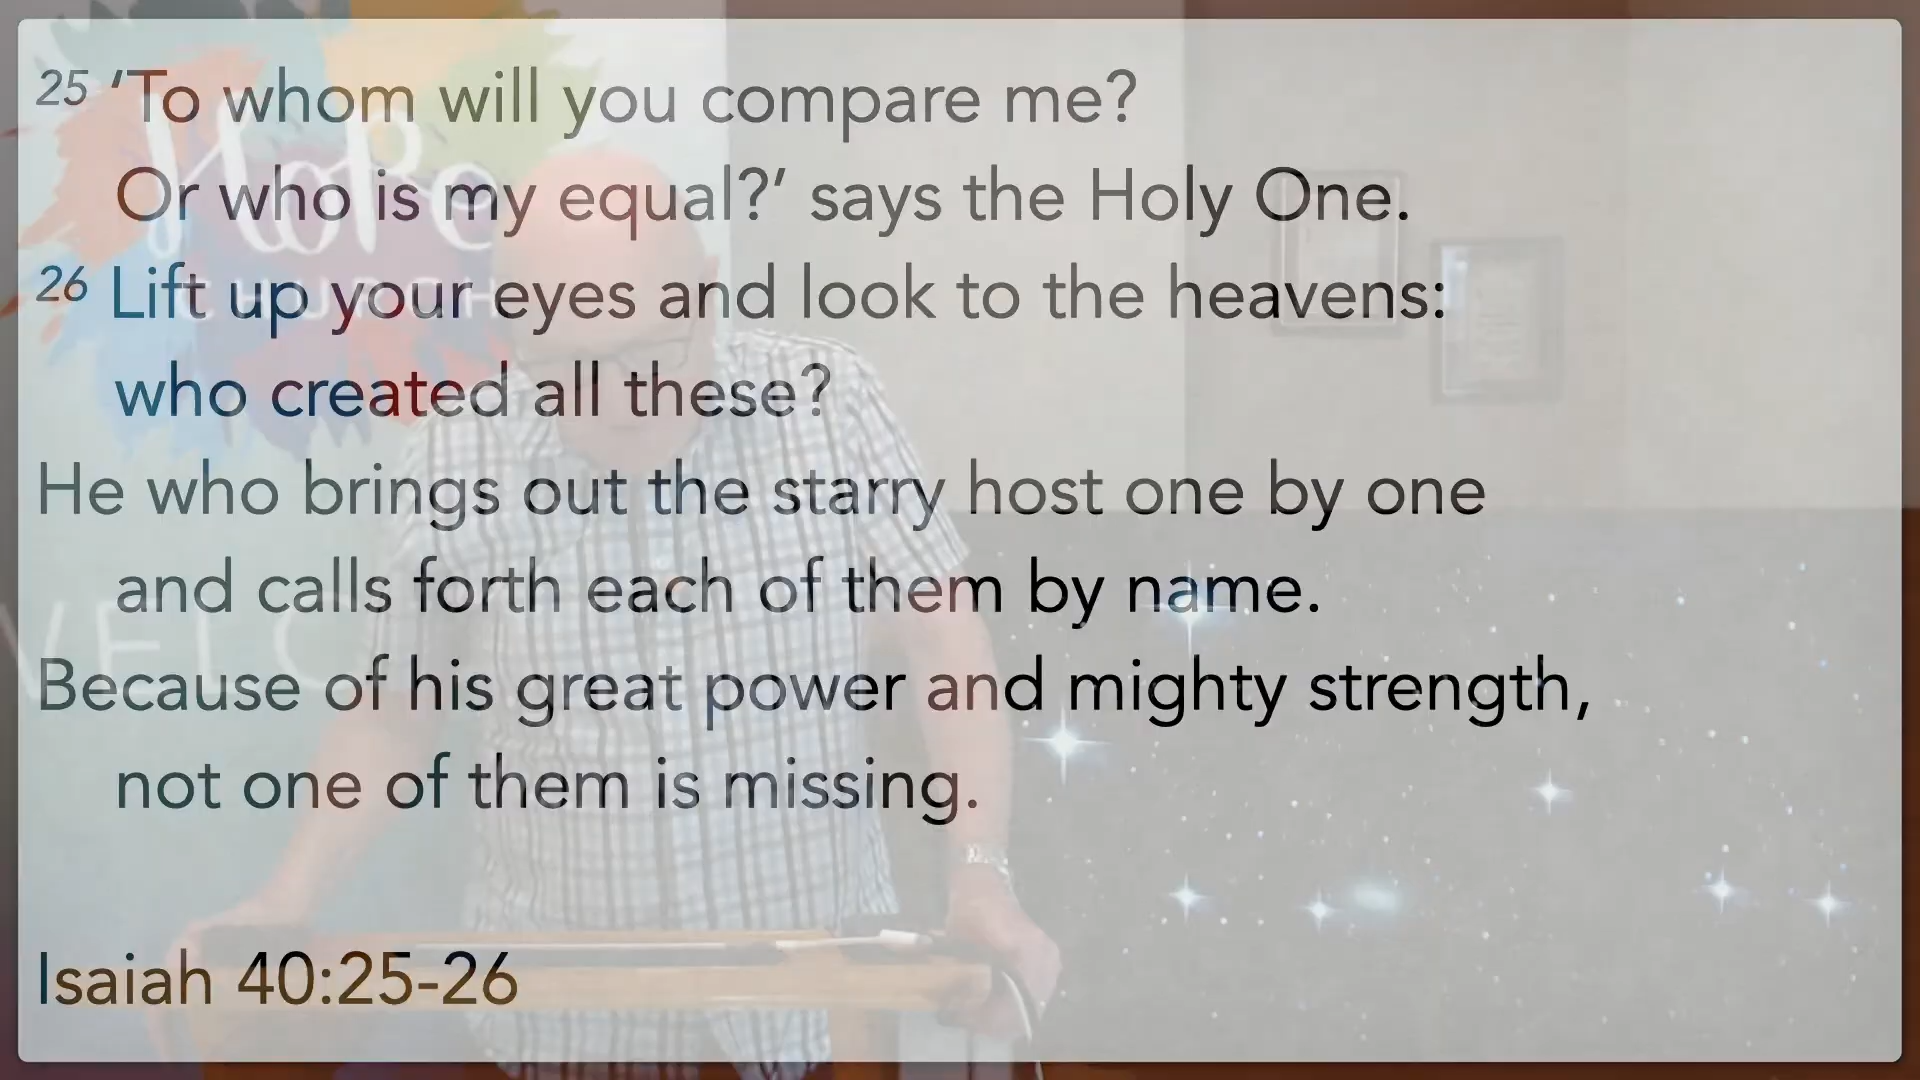 25 ‘To whom will you compare me?
Or who is my equal?’ says the Holy One.
26 Lift up your eyes and look to the heavens:
who created all these?
He who brings out the starry host one by one
and calls forth each of them by name.
Because of his great power and mighty strength,
not one of them is missing.
Isaiah 40:25-26
HOPE
CHURCH